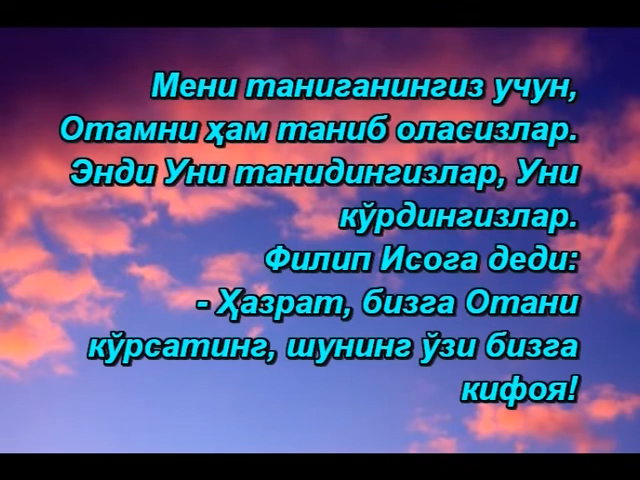 Мени таниганингиз учун,
Отамни ҳам таниб оласизлар.
Энди Уни танидингизлар, Уни
кўрдингизлар.
Филип Исога деди:
- Ҳазрат, бизга Отани
кўрсатинг, шунинг ўзи бизга
кифоя!